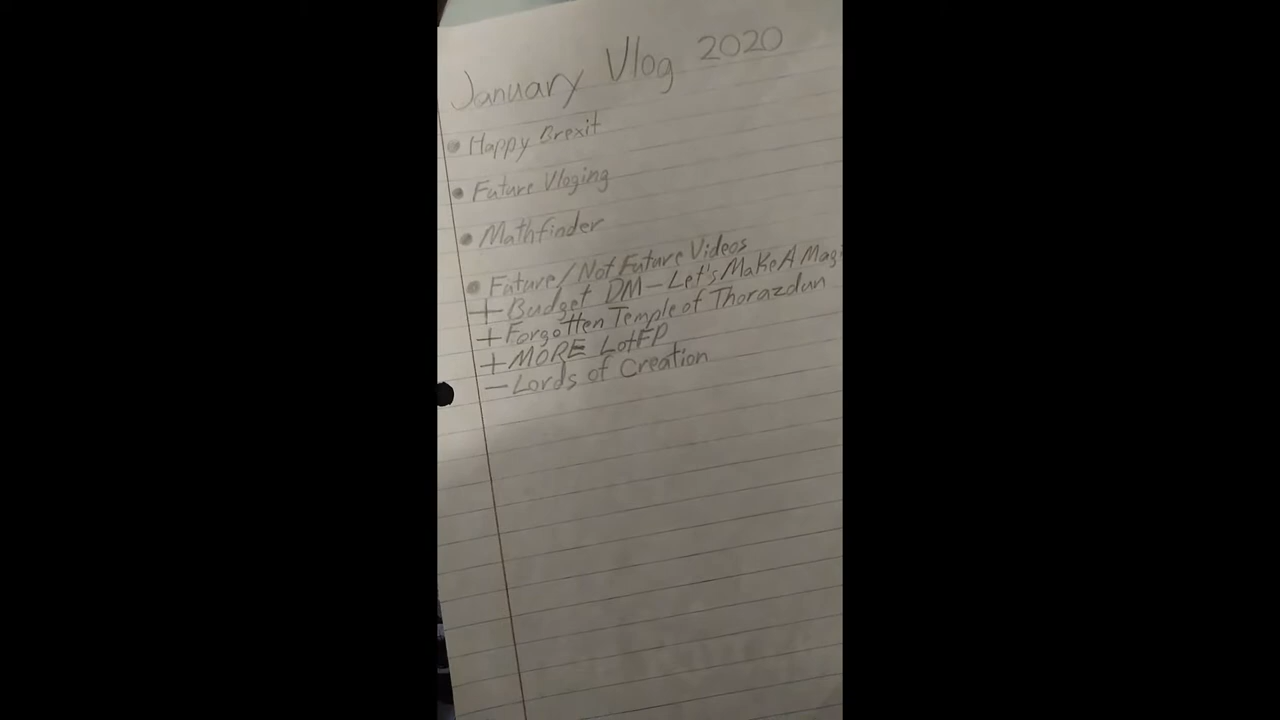 January Vlog 2020
• Happy Brexit
• Future Vloging
• Mathfinder
• Future/Not Future Videos
+ Budget DM - Let's Make A Magi
+ Forgotten Temple of Thorazdun
+ MORE LotFP
- Lords of Creation